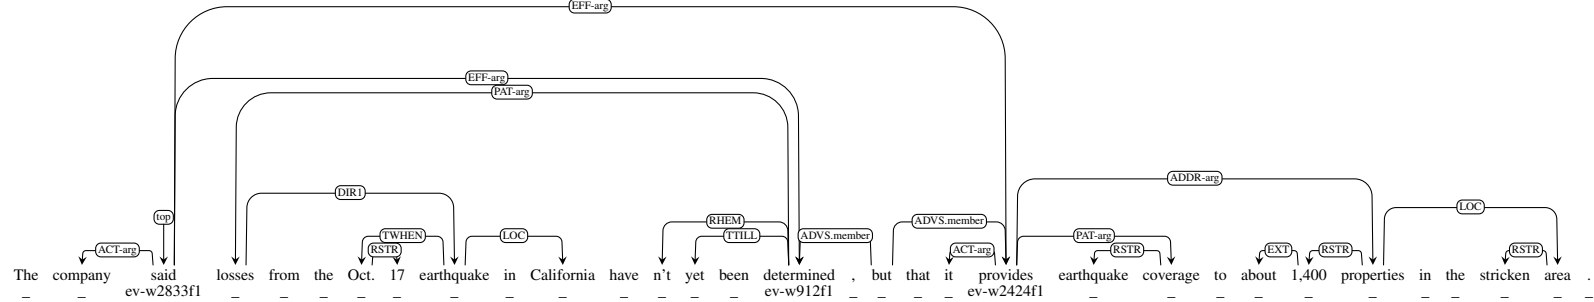 EFF-arg
EFF-arg
PAT-arg
ADDR-arg
DIR1
LOC
top
RHEM
ADVS.member
TWHEN
LOC
TTILL
ADVS.member
PAT-arg
ACT-arg
RSTR
ACT-arg
RSTR
EXT
RSTR
RSTR
The company said losses from the Oct. 17 earthquake in California have n't yet been determined , but that it provides earthquake coverage to about 1,400 properties in the stricken area .
_ _ ev-w2833f1 _ _ _ _ _ _ _ _ _ _ _ _ ev-w912f1 _ _ _ _ ev-w2424f1 _ _ _ _ _ _ _ _ _ _ _